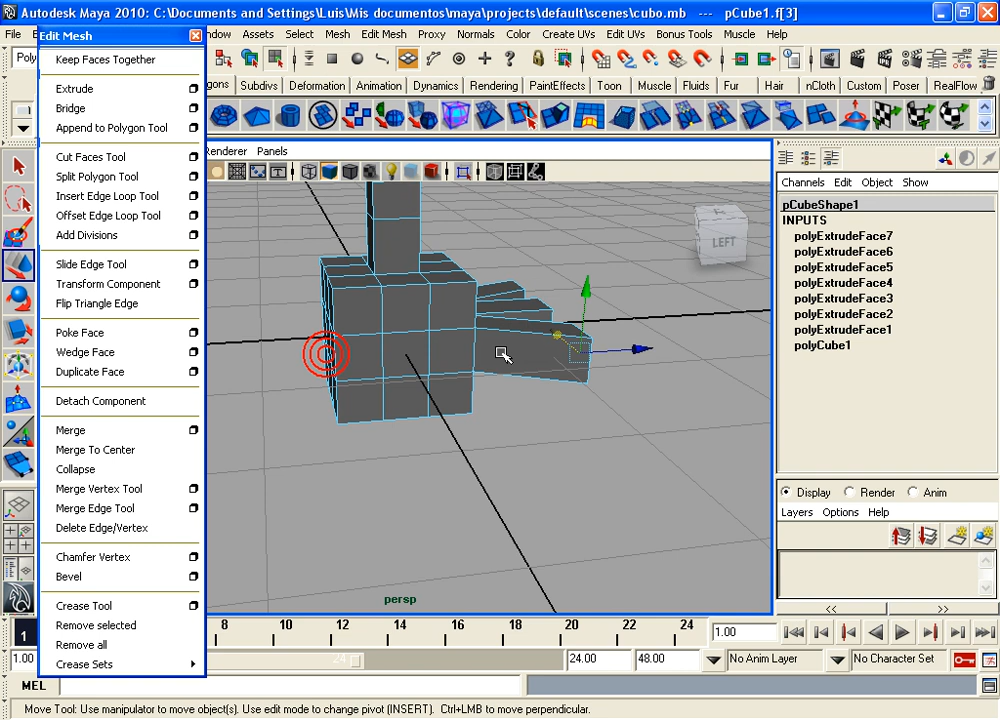 Autodesk Maya 2010: C:\Documents and Settings\Luis\Mis documentos\maya\projects\default\scenes\cubo.mb --- pCube1.f[3]
File Assets Select Mesh Edit Mesh Proxy Normals Color Create UVs Edit UVs Bonus Tools Muscle Help
Edit Mesh
Keep Faces Together
Extrude
Bridge
Append to Polygon Tool
Cut Faces Tool
Split Polygon Tool
Insert Edge Loop Tool
Offset Edge Loop Tool
Add Divisions
Slide Edge Tool
Transform Component
Flip Triangle Edge
Poke Face
Wedge Face
Duplicate Face
Detach Component
Merge
Merge To Center
Collapse
Merge Vertex Tool
Merge Edge Tool
Delete Edge/Vertex
Chamfer Vertex
Bevel
Crease Tool
Remove selected
Remove all
Crease Sets
Subdivs Deformation Animation Dynamics Rendering PaintEffects Toon Muscle Fluids Fur Hair nCloth Custom Poser RealFlow
Renderer Panels
LEFT
persp
Channels Edit Object Show
pCubeShape1
INPUTS
polyExtrudeFace7
polyExtrudeFace6
polyExtrudeFace5
polyExtrudeFace4
polyExtrudeFace3
polyExtrudeFace2
polyExtrudeFace1
polyCube1
Display Render Anim
Layers Options Help
<< >>
1 8 10 12 14 16 18 20 22 24 1.00
1.00 24 24.00 48.00 No Anim Layer No Character Set
MEL
Move Tool: Use manipulator to move object(s). Use edit mode to change pivot (INSERT). Ctrl+LMB to move perpendicular.